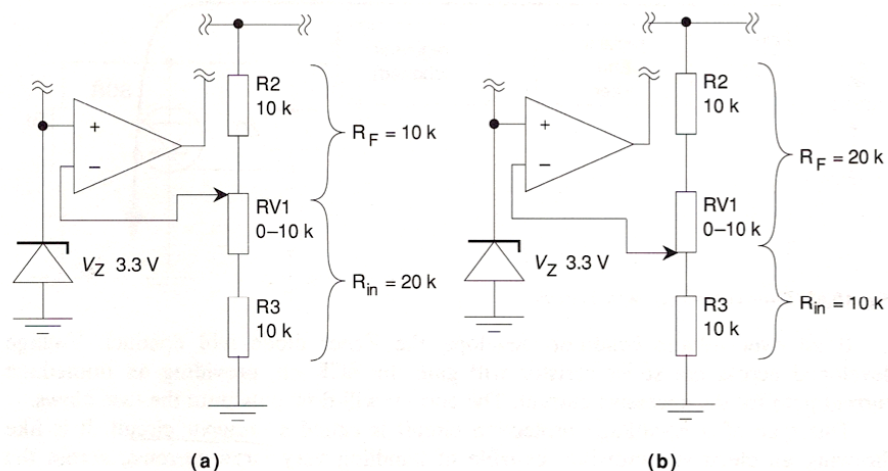 R2
10 k
+
−
R_F = 10 k
RV1
0–10 k
V_Z 3.3 V
R_in = 20 k
R3
10 k
(a)
R2
10 k
+
−
R_F = 20 k
RV1
0–10 k
V_Z 3.3 V
R_in = 10 k
R3
10 k
(b)